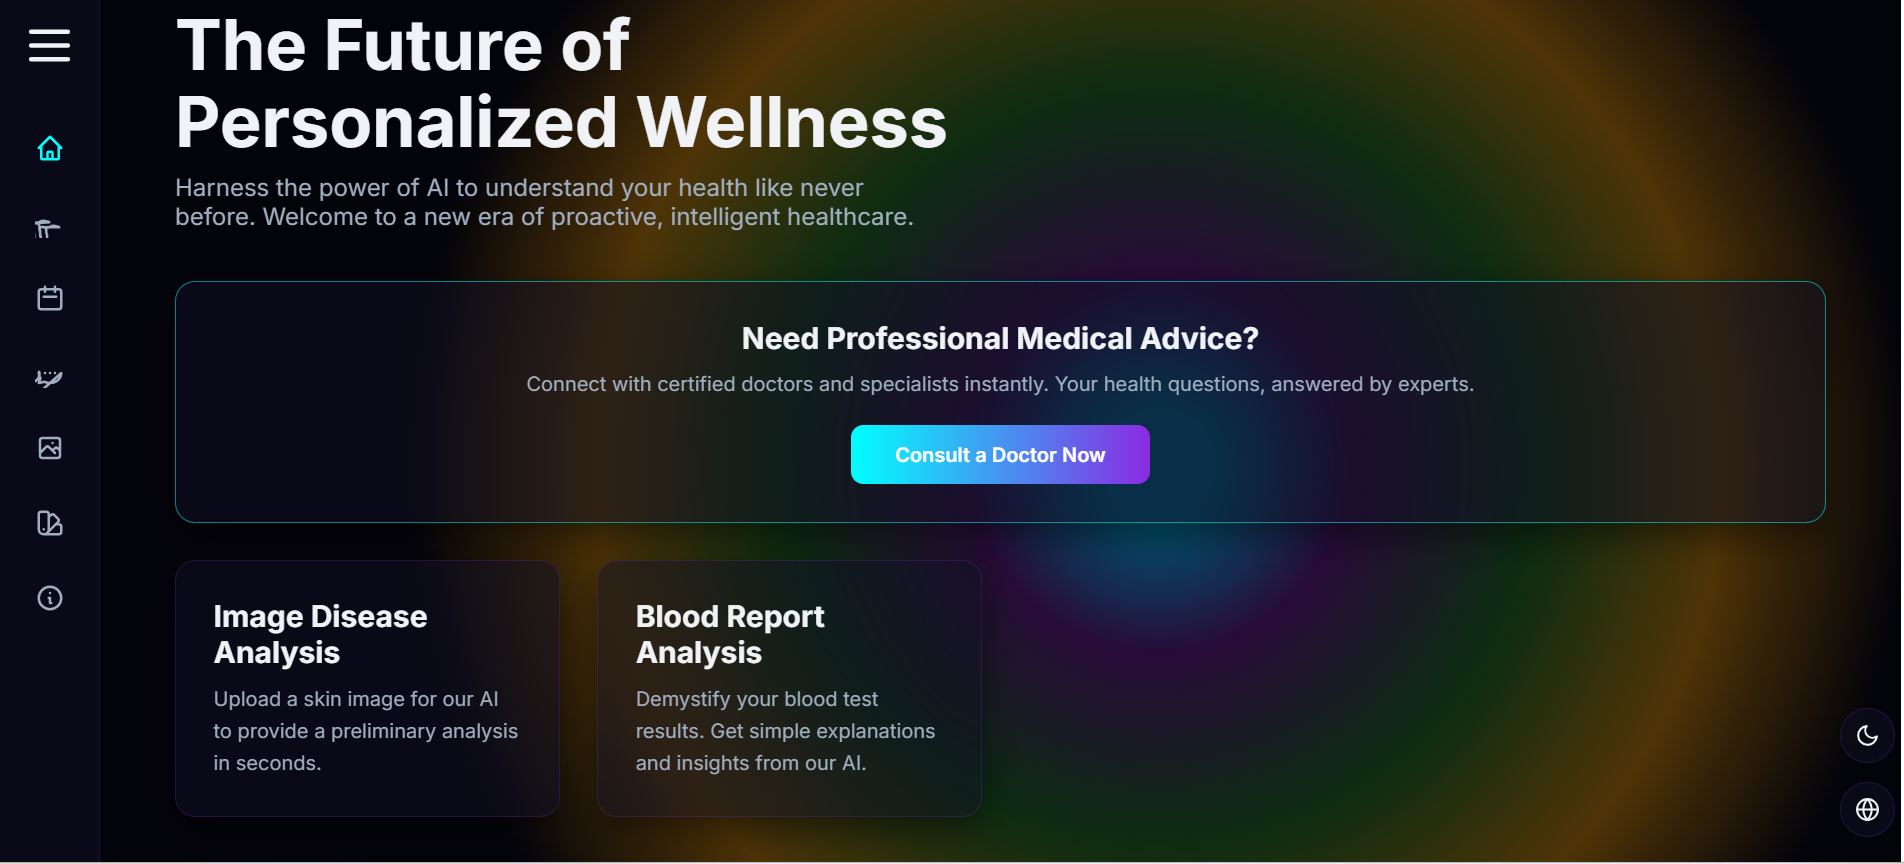 The Future of
Personalized Wellness
Harness the power of AI to understand your health like never
before. Welcome to a new era of proactive, intelligent healthcare.
Need Professional Medical Advice?
Connect with certified doctors and specialists instantly. Your health questions, answered by experts.
Consult a Doctor Now
Image Disease
Analysis
Upload a skin image for our AI
to provide a preliminary analysis
in seconds.
Blood Report
Analysis
Demystify your blood test
results. Get simple explanations
and insights from our AI.